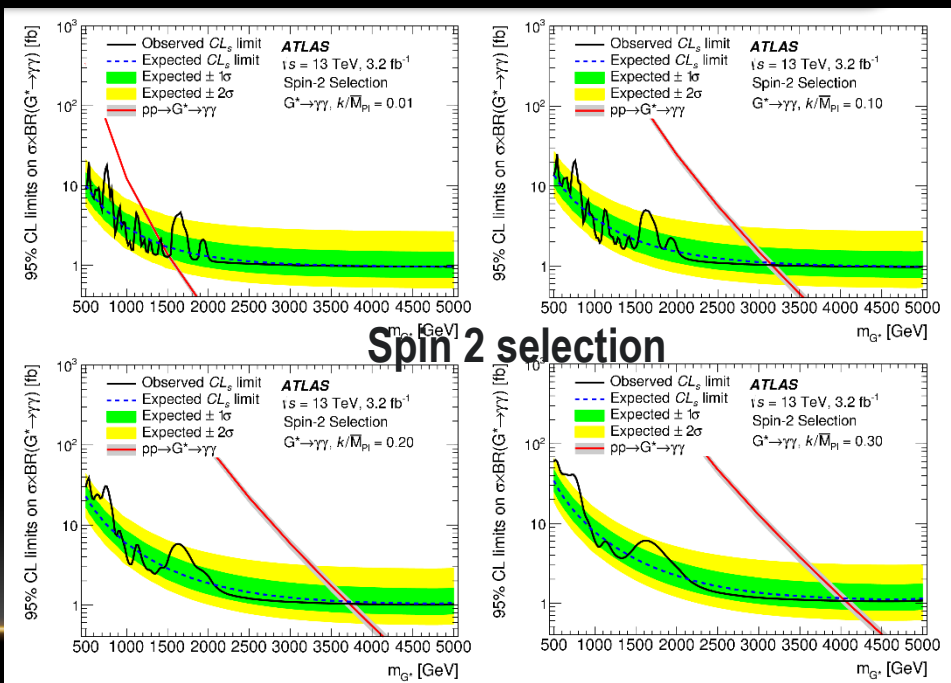 95% CL limits on σ×BR(G*→γγ) [fb]
10³
10²
10
1
Observed CLₛ limit
Expected CLₛ limit
Expected ± 1σ
Expected ± 2σ
pp→G*→γγ
ATLAS
√s = 13 TeV, 3.2 fb⁻¹
Spin-2 Selection
G*→γγ, k/M̅Pl = 0.01
500 1000 1500 2000 2500 3000 3500 4000 4500 5000
mG* [GeV]
95% CL limits on σ×BR(G*→γγ) [fb]
10³
10²
10
1
Observed CLₛ limit
Expected CLₛ limit
Expected ± 1σ
Expected ± 2σ
pp→G*→γγ
ATLAS
√s = 13 TeV, 3.2 fb⁻¹
Spin-2 Selection
G*→γγ, k/M̅Pl = 0.10
500 1000 1500 2000 2500 3000 3500 4000 4500 5000
mG* [GeV]
Spin 2 selection
95% CL limits on σ×BR(G*→γγ) [fb]
10³
10²
10
1
Observed CLₛ limit
Expected CLₛ limit
Expected ± 1σ
Expected ± 2σ
pp→G*→γγ
ATLAS
√s = 13 TeV, 3.2 fb⁻¹
Spin-2 Selection
G*→γγ, k/M̅Pl = 0.20
500 1000 1500 2000 2500 3000 3500 4000 4500 5000
mG* [GeV]
95% CL limits on σ×BR(G*→γγ) [fb]
10³
10²
10
1
Observed CLₛ limit
Expected CLₛ limit
Expected ± 1σ
Expected ± 2σ
pp→G*→γγ
ATLAS
√s = 13 TeV, 3.2 fb⁻¹
Spin-2 Selection
G*→γγ, k/M̅Pl = 0.30
500 1000 1500 2000 2500 3000 3500 4000 4500 5000
mG* [GeV]